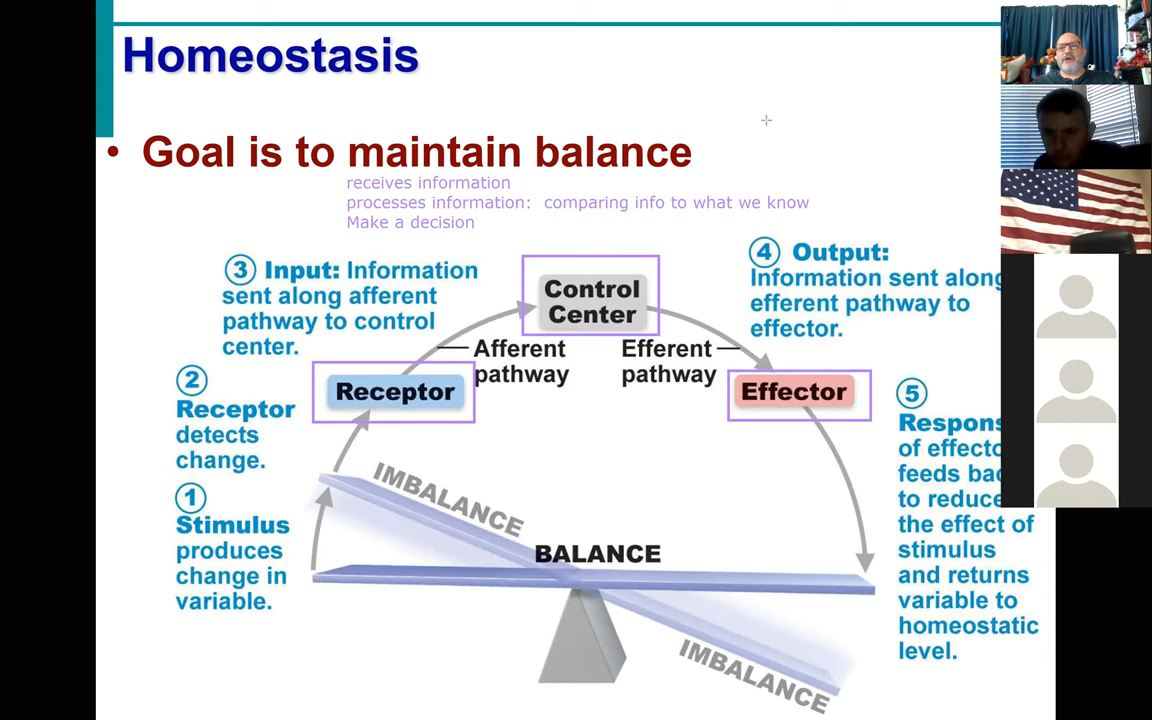 Homeostasis
• Goal is to maintain balance
receives information
processes information: comparing info to what we know
Make a decision
③ Input: Information
sent along afferent
pathway to control
center.
Control
Center
④ Output:
Information sent along
efferent pathway to
effector.
Afferent
pathway
Efferent
pathway
② 
Receptor
detects
change.
Receptor
Effector
⑤
Respons
of effecto
feeds bac
to reduce
the effect of
stimulus
and returns
variable to
homeostatic
level.
①
Stimulus
produces
change in
variable.
IMBALANCE
BALANCE
IMBALANCE